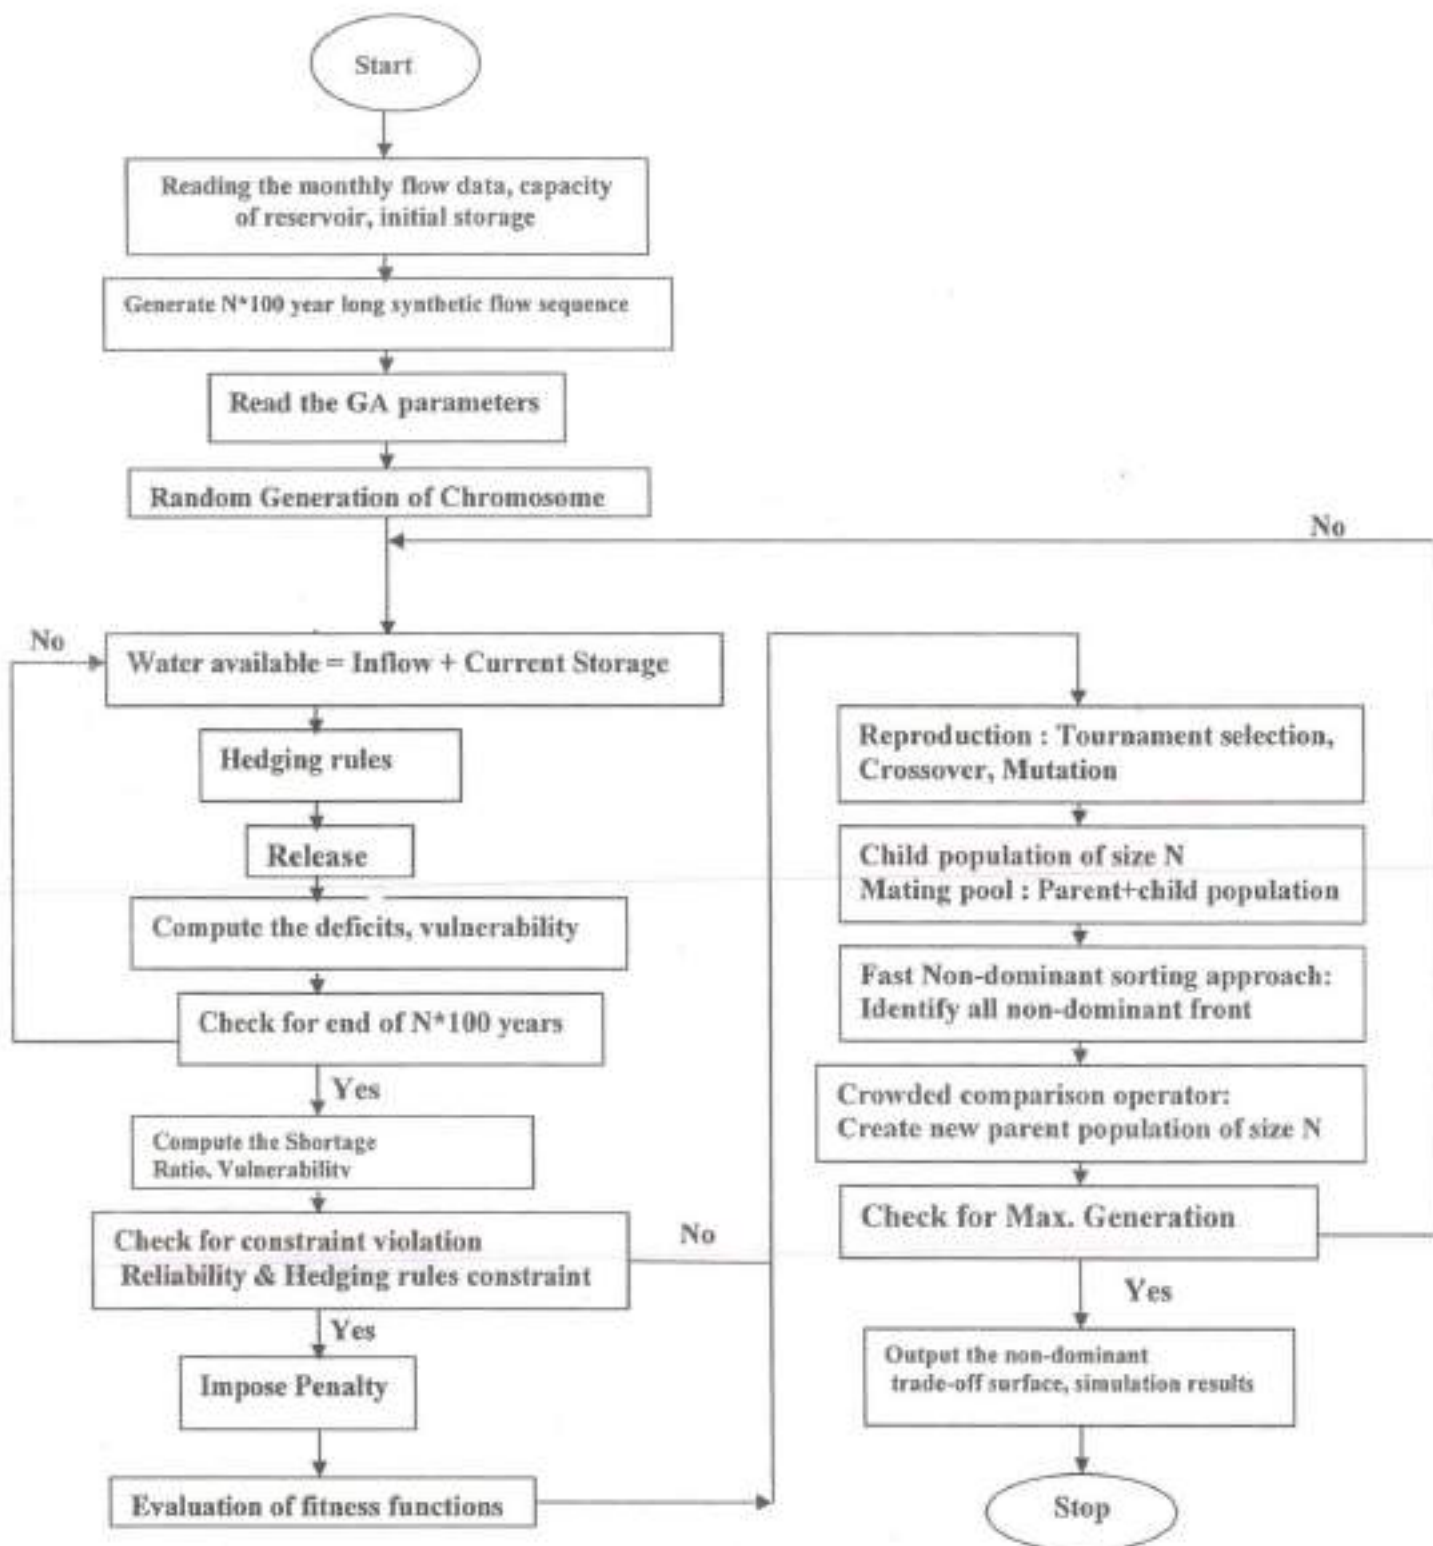 Start
Reading the monthly flow data, capacity
of reservoir, initial storage
Generate N*100 year long synthetic flow sequence
Read the GA parameters
Random Generation of Chromosome
No
No
Water available = Inflow + Current Storage
Hedging rules
Release
Compute the deficits, vulnerability
Check for end of N*100 years
Yes
Compute the Shortage
Ratio, Vulnerability
Check for constraint violation
Reliability & Hedging rules constraint
No
Yes
Impose Penalty
Evaluation of fitness functions
Reproduction : Tournament selection,
Crossover, Mutation
Child population of size N
Mating pool : Parent+child population
Fast Non-dominant sorting approach:
Identify all non-dominant front
Crowded comparison operator:
Create new parent population of size N
Check for Max. Generation
Yes
Output the non-dominant
trade-off surface, simulation results
Stop